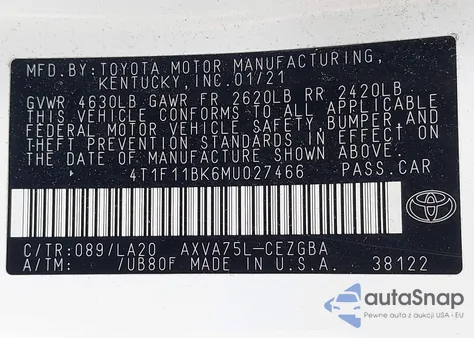 MFD.BY:TOYOTA MOTOR MANUFACTURING,
KENTUCKY, INC. 01/21
GVWR 4630LB GAWR FR 2620LB RR 2420LB
THIS VEHICLE CONFORMS TO ALL APPLICABLE
FEDERAL MOTOR VEHICLE SAFETY, BUMPER AND
THEFT PREVENTION STANDARDS IN EFFECT ON
THE DATE OF MANUFACTURE SHOWN ABOVE.
4T1F11BK6MU027466 PASS.CAR
C/TR:089/LA20 AXVA75L-CEZGBA
A/TM: /UB80F MADE IN U.S.A. 38122
autoSnap
Pewne auta z aukcji USA - EU